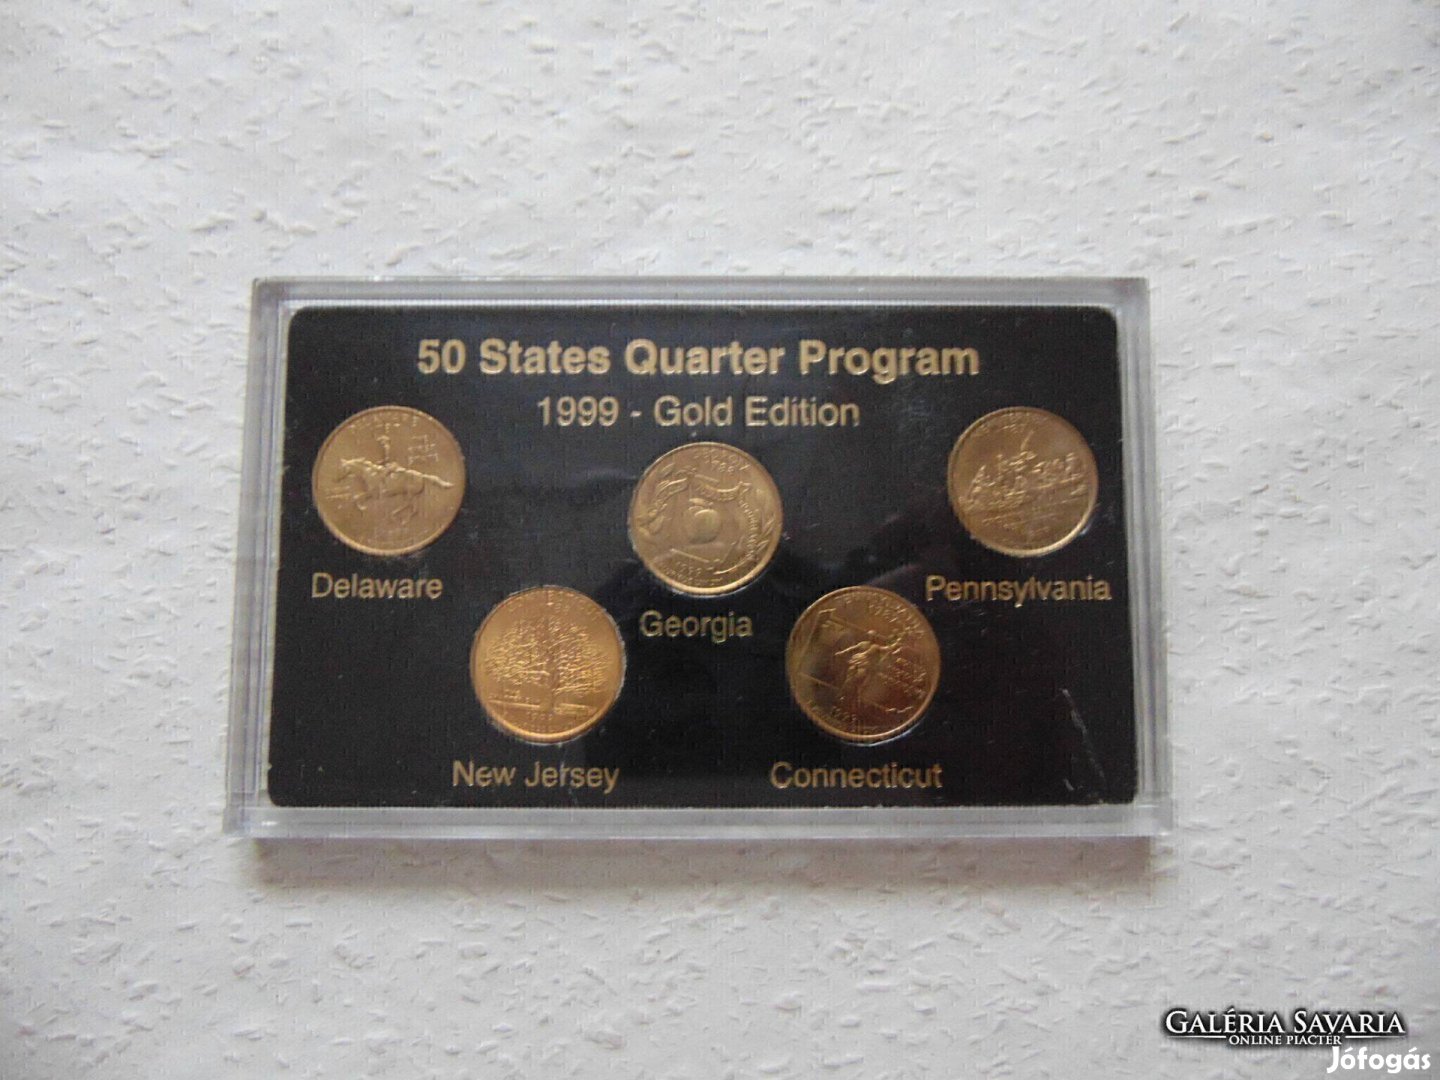 50 States Quarter Program
1999 - Gold Edition
Delaware
Georgia
Pennsylvania
New Jersey
Connecticut
GALÉRIA SAVARIA
ONLINE PIACTÉR
Jófogás